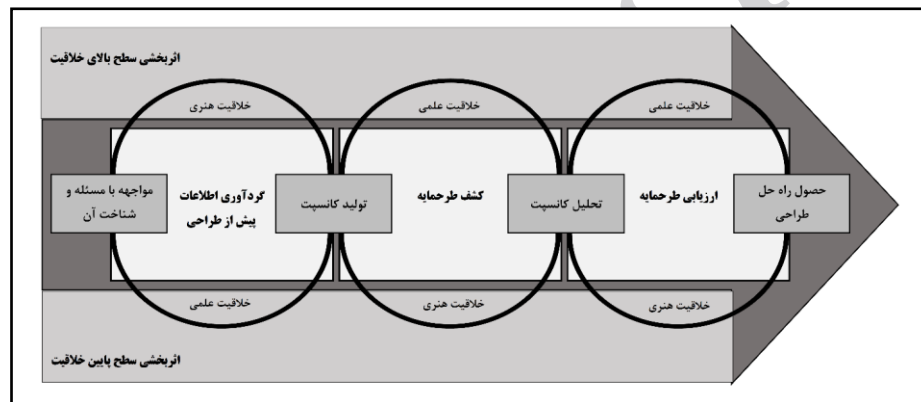 اثربخشی سطح بالای خلاقیت
خلاقیت هنری
خلاقیت علمی
خلاقیت علمی
مواجهه با مسئله و
شناخت آن
گردآوری اطلاعات
پیش از طراحی
تولید کانسپت
کشف طرحمایه
تحلیل کانسپت
ارزیابی طرحمایه
حصول راه حل
طراحی
خلاقیت علمی
خلاقیت هنری
خلاقیت هنری
اثربخشی سطح پایین خلاقیت